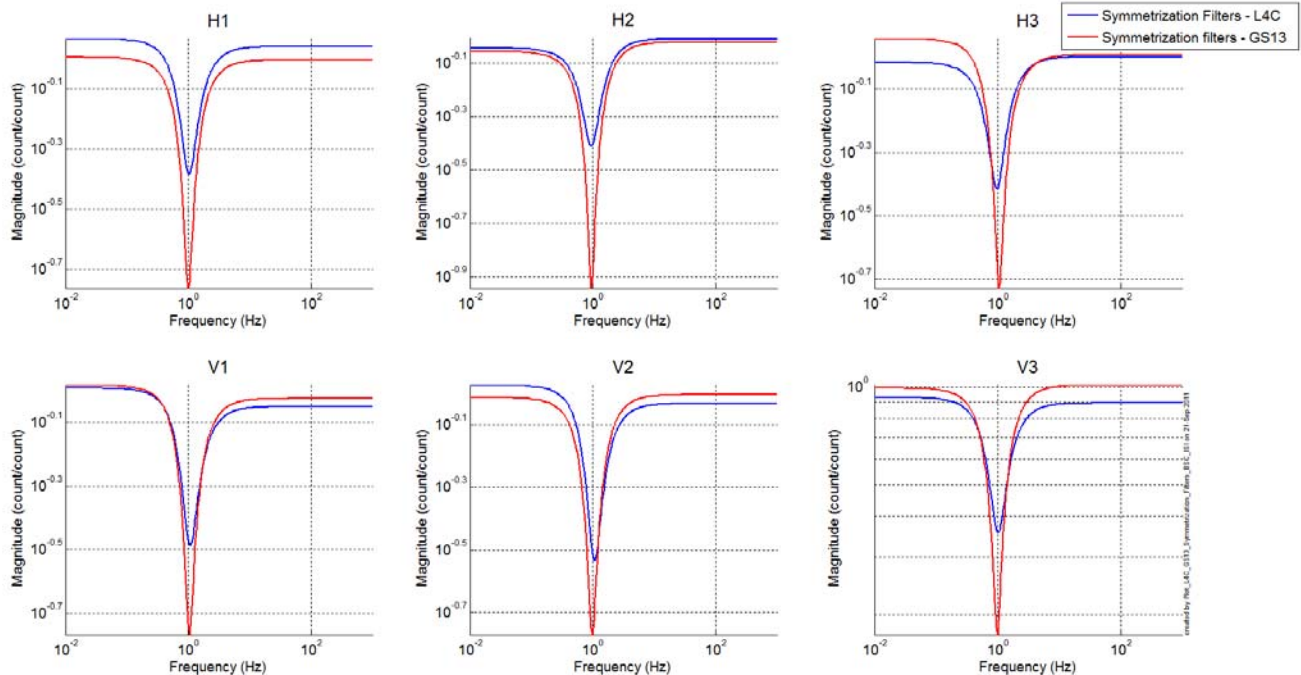 H1
H2
H3
Symmetrization Filters - L4C
Symmetrization filters - GS13
Magnitude (count/count)
10^-0.1
10^-0.3
10^-0.5
10^-0.7
10^-2
10^0
10^2
Frequency (Hz)
Magnitude (count/count)
10^-0.1
10^-0.3
10^-0.5
10^-0.7
10^-0.9
10^-2
10^0
10^2
Frequency (Hz)
Magnitude (count/count)
10^-0.1
10^-0.3
10^-0.5
10^-0.7
10^-2
10^0
10^2
Frequency (Hz)
V1
V2
V3
Magnitude (count/count)
10^-0.1
10^-0.3
10^-0.5
10^-0.7
10^-2
10^0
10^2
Frequency (Hz)
Magnitude (count/count)
10^-0.1
10^-0.3
10^-0.5
10^-0.7
10^-2
10^0
10^2
Frequency (Hz)
Magnitude (count/count)
10^0
10^-2
10^0
10^2
Frequency (Hz)
created by Plot_L4C_GS13_Symmetrization_Filters_BSC_ISI on 21-Sep-2011